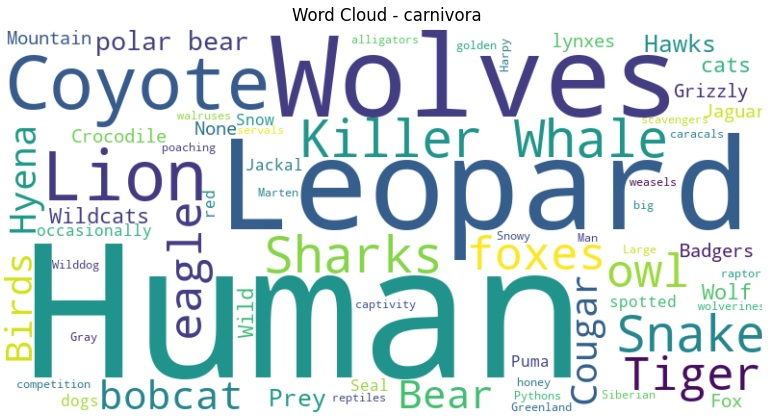 Word Cloud - carnivora
Mountain
polar bear
Wolves
alligators
golden
Harpy
lynxes
Hawks
cats
Coyote
Grizzly
Jaguar
walruses
Snow
None
servals
scavengers
Crocodile
Killer Whale
caracals
Hyena
poaching
Lion
Jackal
Leopard
weasels
Marten
red
big
Wildcats
occasionally
eagle
Sharks
foxes
Snowy
Man
Large
Badgers
Birds
Wilddog
Human
owl
raptor
Wolf
spotted
wolverines
Wild
captivity
Cougar
Gray
Snake
Puma
Tiger
competition
dogs
bobcat
Prey
Seal
reptiles
Bear
honey
Pythons
Greenland
Siberian
Fox